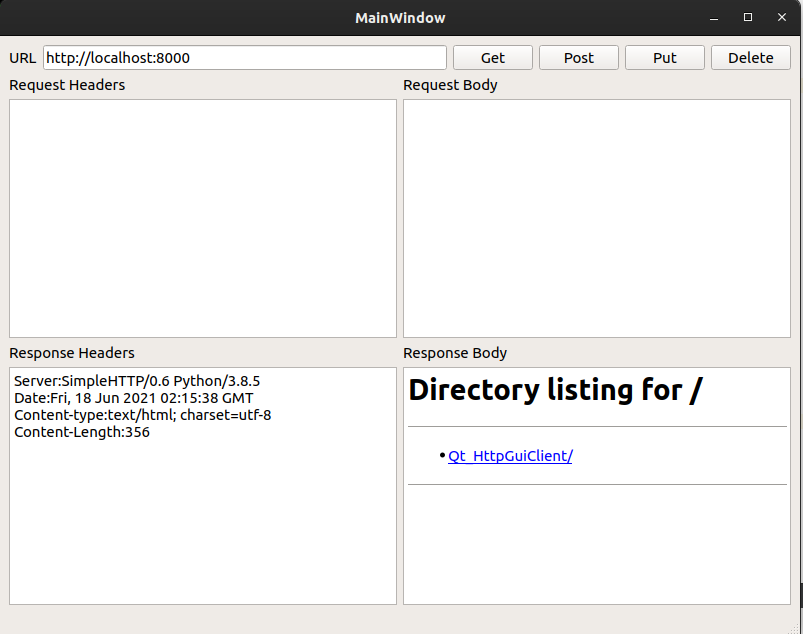 MainWindow
URL http://localhost:8000 Get Post Put Delete
Request Headers Request Body
Response Headers Response Body
Server:SimpleHTTP/0.6 Python/3.8.5
Date:Fri, 18 Jun 2021 02:15:38 GMT
Content-type:text/html; charset=utf-8
Content-Length:356
Directory listing for /
Qt_HttpGuiClient/